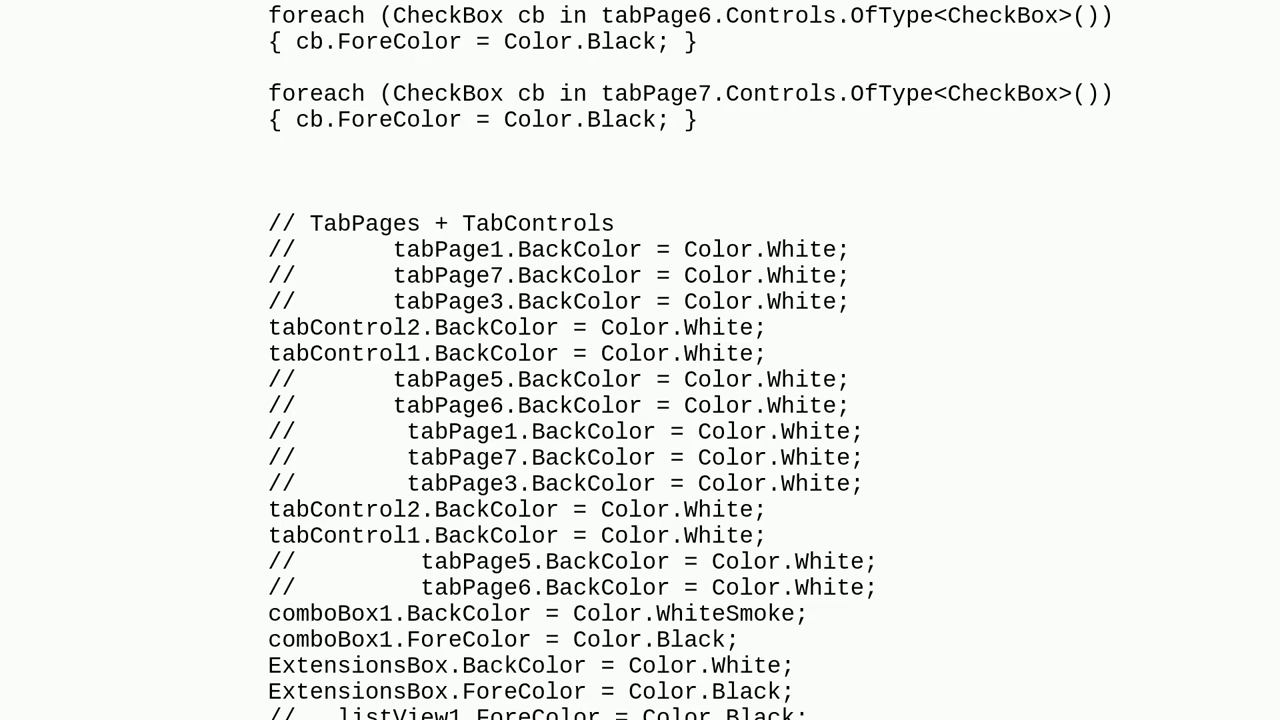 foreach (CheckBox cb in tabPage6.Controls.OfType<CheckBox>())
{ cb.ForeColor = Color.Black; }
foreach (CheckBox cb in tabPage7.Controls.OfType<CheckBox>())
{ cb.ForeColor = Color.Black; }
// TabPages + TabControls
//       tabPage1.BackColor = Color.White;
//       tabPage7.BackColor = Color.White;
//       tabPage3.BackColor = Color.White;
tabControl2.BackColor = Color.White;
tabControl1.BackColor = Color.White;
//       tabPage5.BackColor = Color.White;
//       tabPage6.BackColor = Color.White;
//        tabPage1.BackColor = Color.White;
//        tabPage7.BackColor = Color.White;
//        tabPage3.BackColor = Color.White;
tabControl2.BackColor = Color.White;
tabControl1.BackColor = Color.White;
//         tabPage5.BackColor = Color.White;
//         tabPage6.BackColor = Color.White;
comboBox1.BackColor = Color.WhiteSmoke;
comboBox1.ForeColor = Color.Black;
ExtensionsBox.BackColor = Color.White;
ExtensionsBox.ForeColor = Color.Black;
//   listView1.ForeColor = Color.Black;